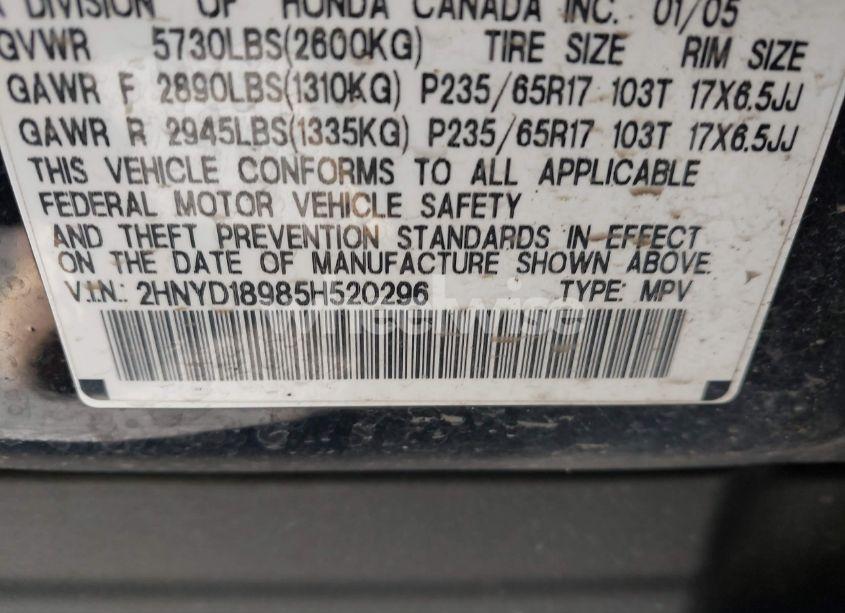 A DIVISION OF HONDA CANADA INC. 01/05
GVWR 5730LBS(2600KG) TIRE SIZE RIM SIZE
GAWR F 2890LBS(1310KG) P235/65R17 103T 17X6.5JJ
GAWR R 2945LBS(1335KG) P235/65R17 103T 17X6.5JJ
THIS VEHICLE CONFORMS TO ALL APPLICABLE
FEDERAL MOTOR VEHICLE SAFETY
AND THEFT PREVENTION STANDARDS IN EFFECT
ON THE DATE OF MANUFACTURE SHOWN ABOVE.
V.I.N.: 2HNYD18985H520296 TYPE: MPV
wheelwise